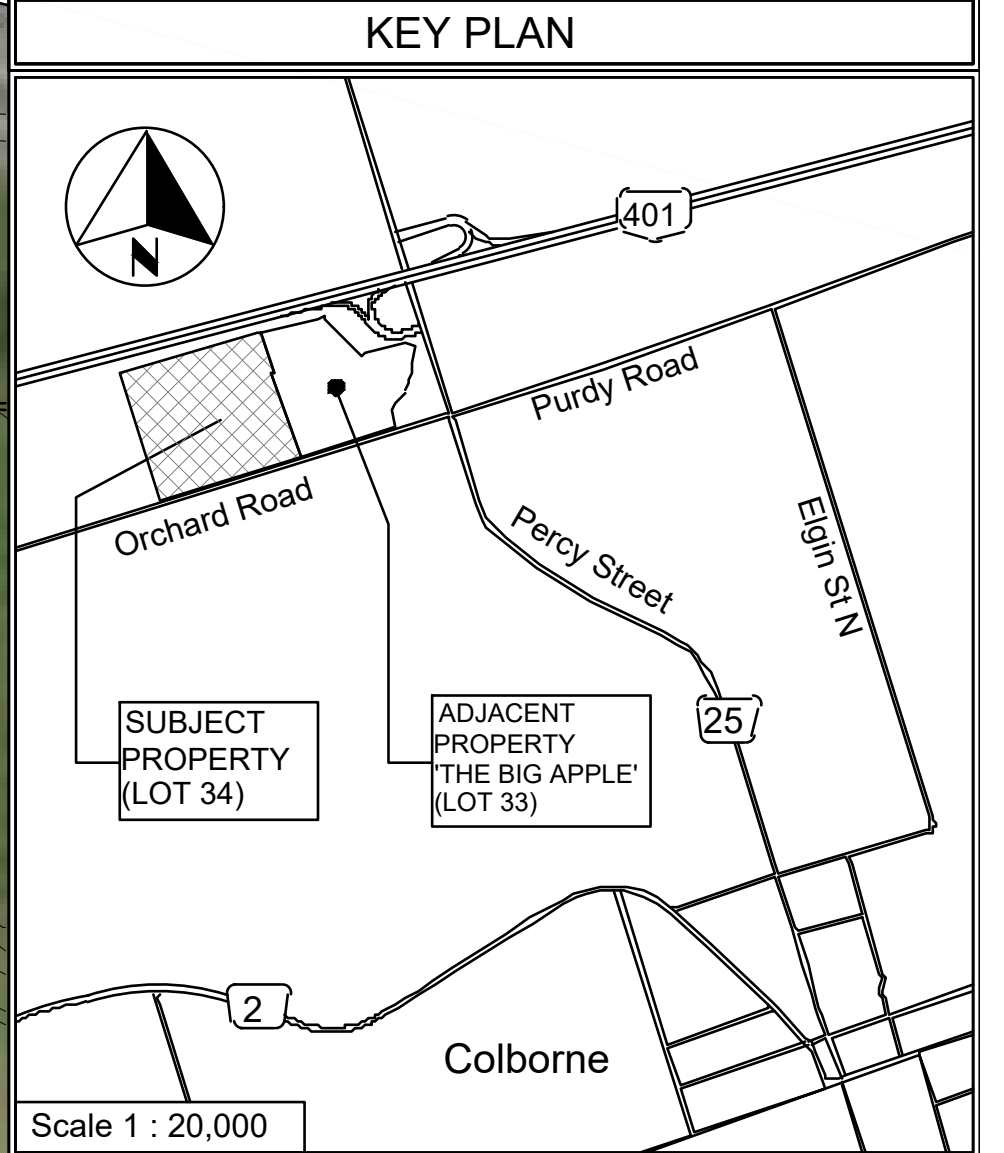 KEY PLAN
N
401
Purdy Road
Orchard Road
Percy Street
Elgin St N
SUBJECT
PROPERTY
(LOT 34)
ADJACENT
PROPERTY
'THE BIG APPLE'
(LOT 33)
25
2
Colborne
Scale 1 : 20,000